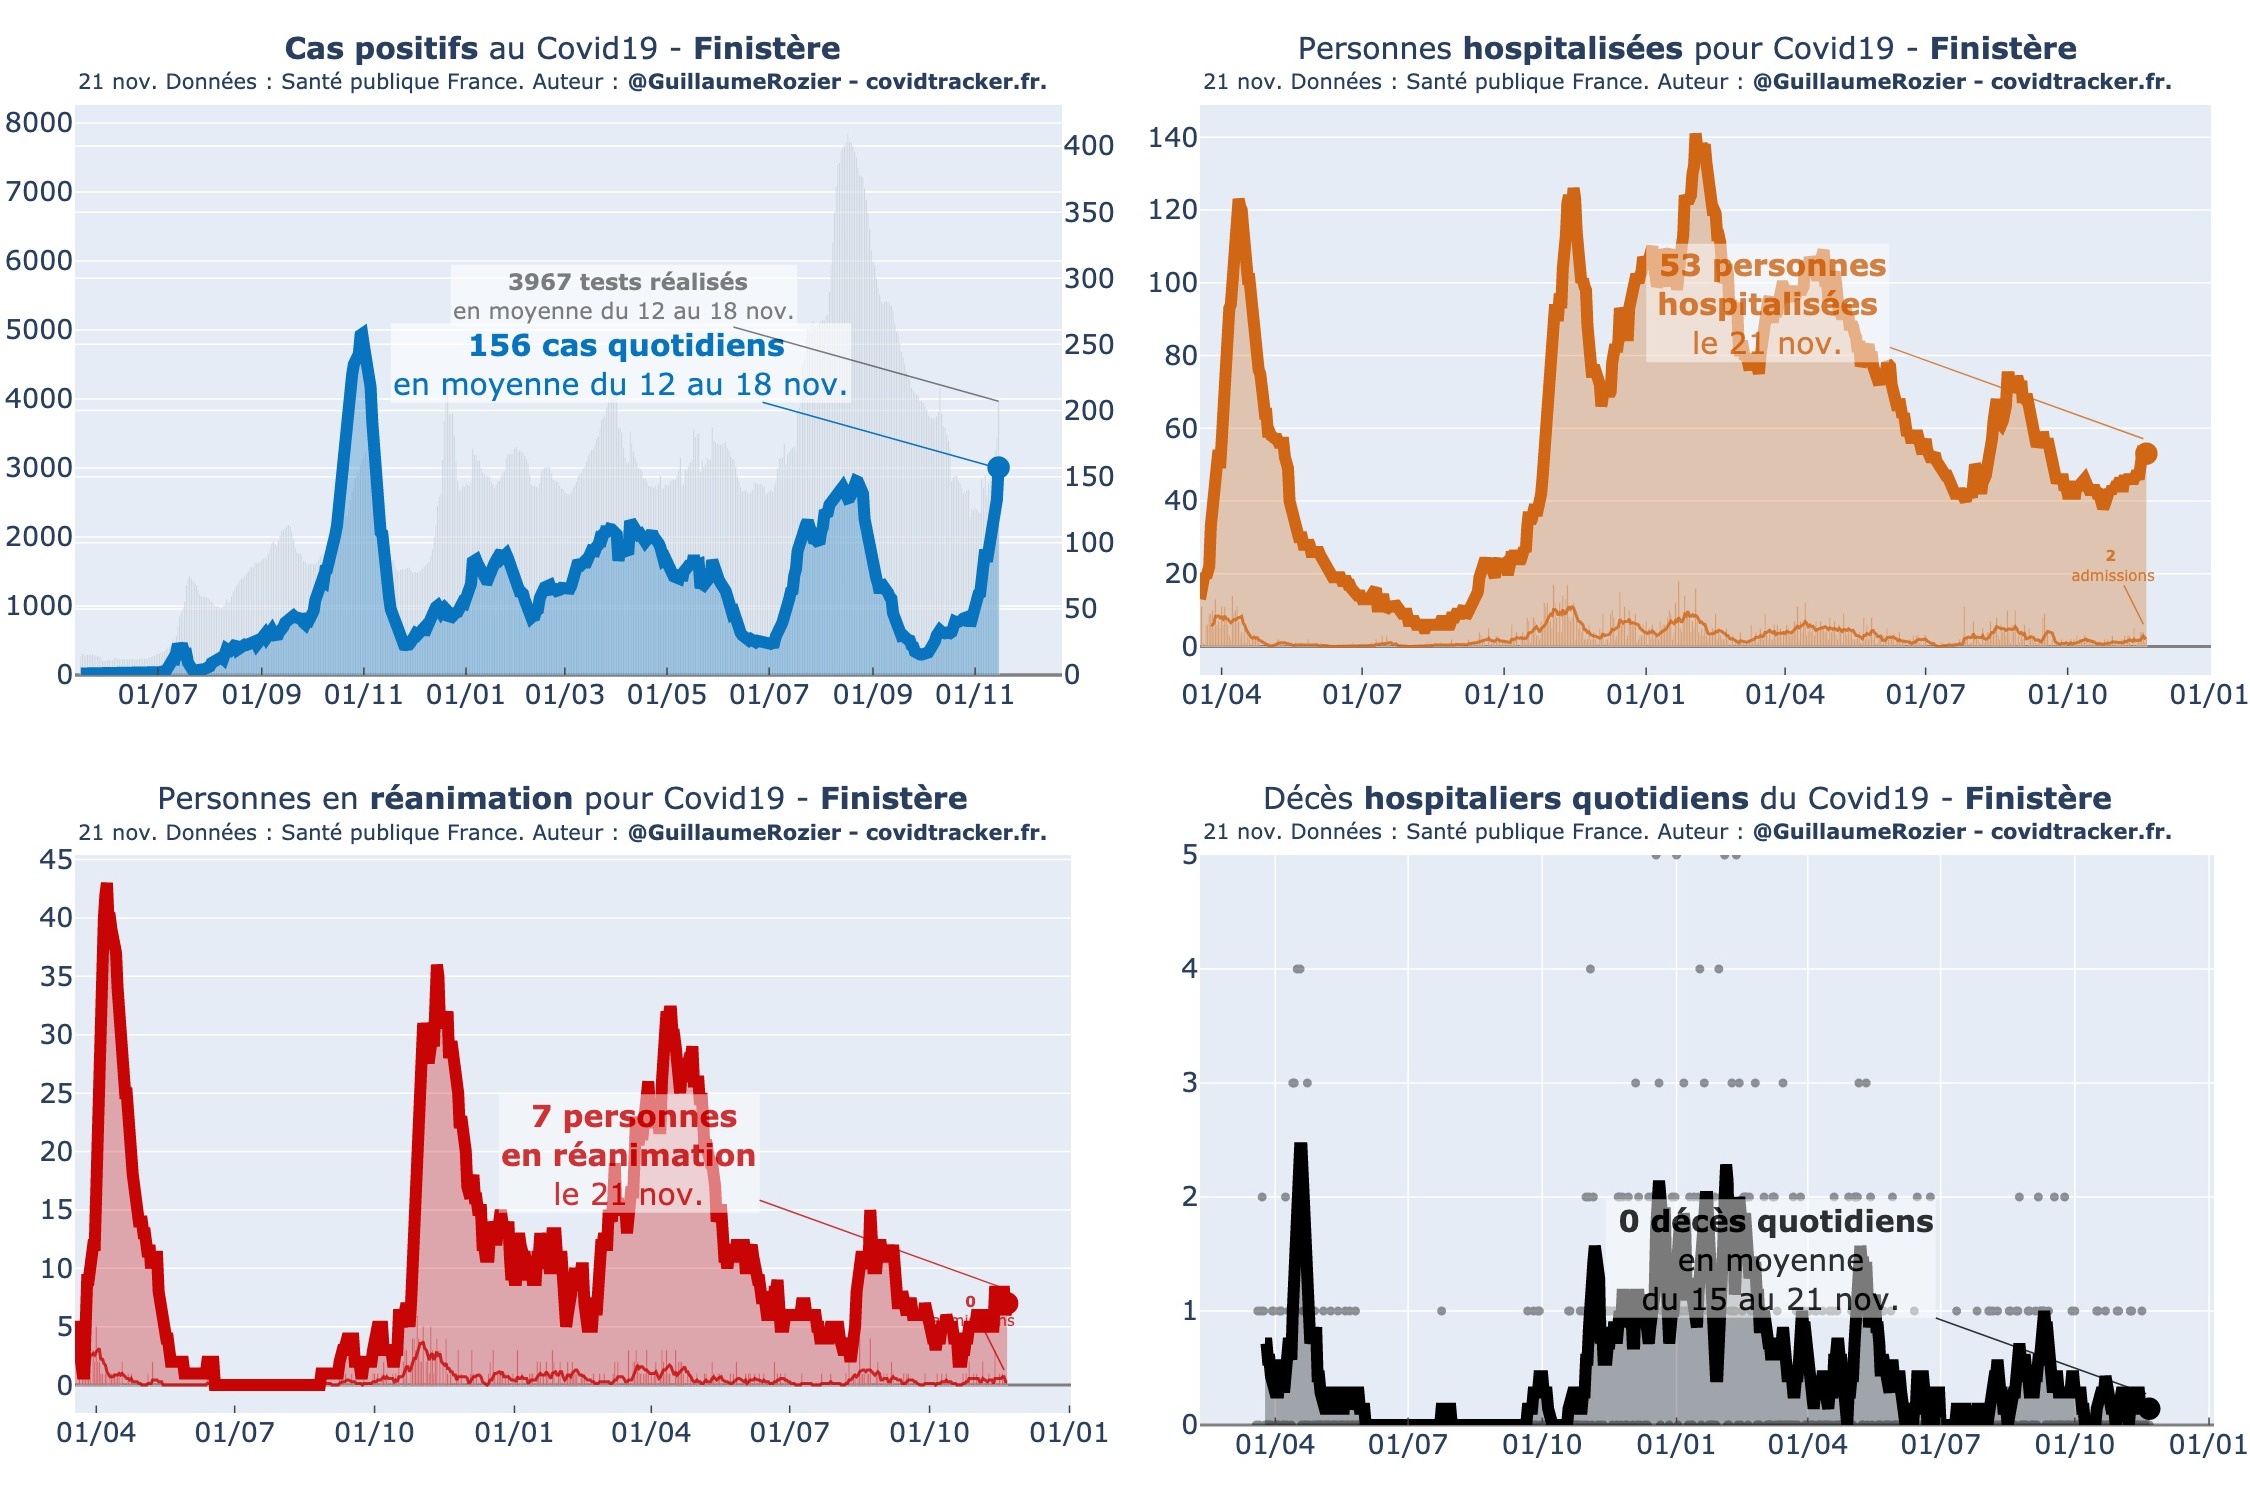 Cas positifs au Covid19 - Finistère
21 nov. Données : Santé publique France. Auteur : @GuillaumeRozier - covidtracker.fr.
8000
7000
6000
5000
4000
3000
2000
1000
0
400
350
300
250
200
150
100
50
0
3967 tests réalisés
en moyenne du 12 au 18 nov.
156 cas quotidiens
en moyenne du 12 au 18 nov.
01/07 01/09 01/11 01/01 01/03 01/05 01/07 01/09 01/11
Personnes hospitalisées pour Covid19 - Finistère
21 nov. Données : Santé publique France. Auteur : @GuillaumeRozier - covidtracker.fr.
140
120
100
80
60
40
20
0
53 personnes
hospitalisées
le 21 nov.
2
admissions
01/04 01/07 01/10 01/01 01/04 01/07 01/10 01/01
Personnes en réanimation pour Covid19 - Finistère
21 nov. Données : Santé publique France. Auteur : @GuillaumeRozier - covidtracker.fr.
45
40
35
30
25
20
15
10
5
0
7 personnes
en réanimation
le 21 nov.
0
admissions
01/04 01/07 01/10 01/01 01/04 01/07 01/10 01/01
Décès hospitaliers quotidiens du Covid19 - Finistère
21 nov. Données : Santé publique France. Auteur : @GuillaumeRozier - covidtracker.fr.
5
4
3
2
1
0
0 décès quotidiens
en moyenne
du 15 au 21 nov.
01/04 01/07 01/10 01/01 01/04 01/07 01/10 01/01